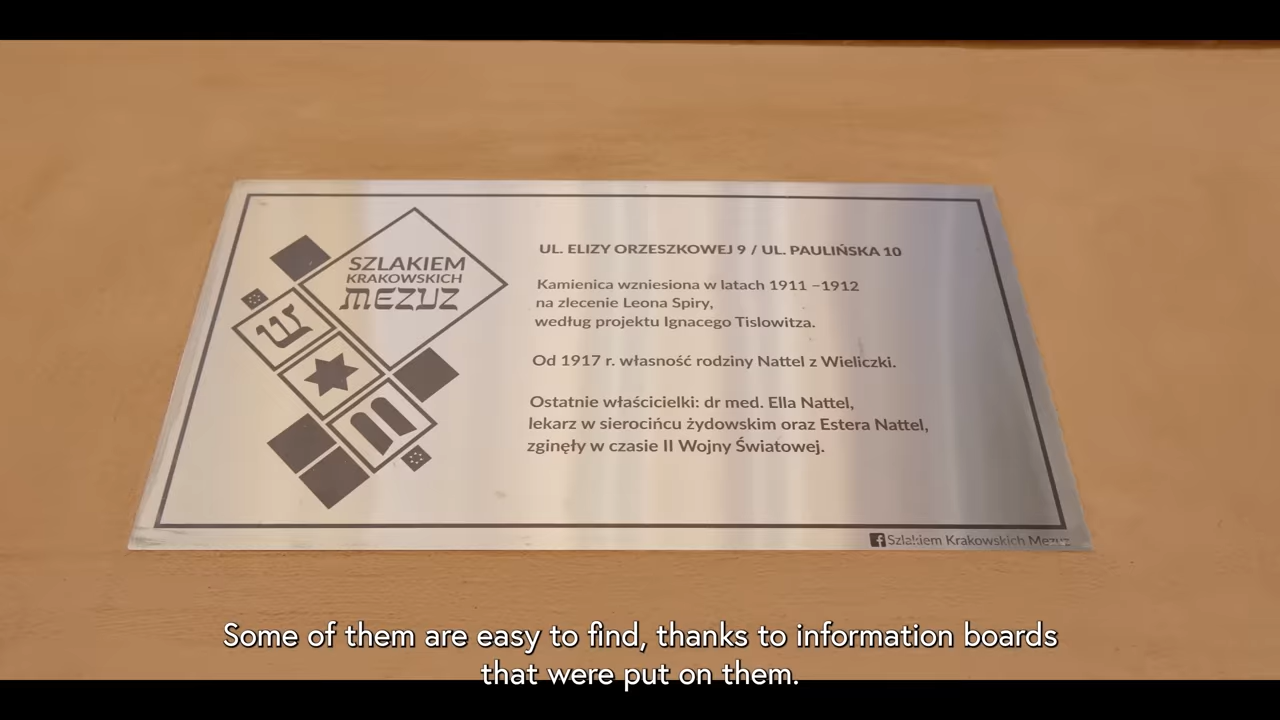 SZLAKIEM
KRAKOWSKICH
MEZUZ
ש
UL. ELIZY ORZESZKOWEJ 9 / UL. PAULIŃSKA 10
Kamienica wzniesiona w latach 1911 –1912
na zlecenie Leona Spiry,
według projektu Ignacego Tislowitza.
Od 1917 r. własność rodziny Nattel z Wieliczki.
Ostatnie właścicielki: dr med. Ella Nattel,
lekarz w sierocińcu żydowskim oraz Estera Nattel,
zginęły w czasie II Wojny Światowej.
Szlakiem Krakowskich Mezuz
Some of them are easy to find, thanks to information boards
that were put on them.